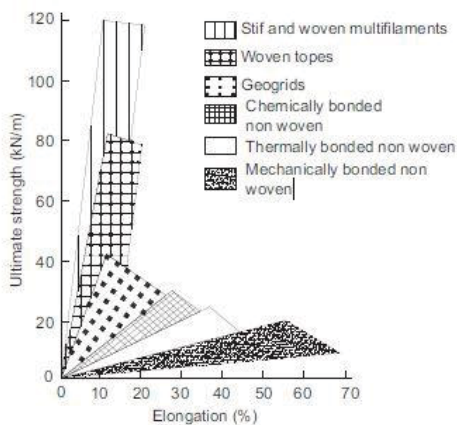 120
100
80
60
40
20
0
Ultimate strength (kN/m)
0 10 20 30 40 50 60 70
Elongation (%)
Stif and woven multifilaments
Woven topes
Geogrids
Chemically bonded
non woven
Thermally bonded non woven
Mechanically bonded non
woven